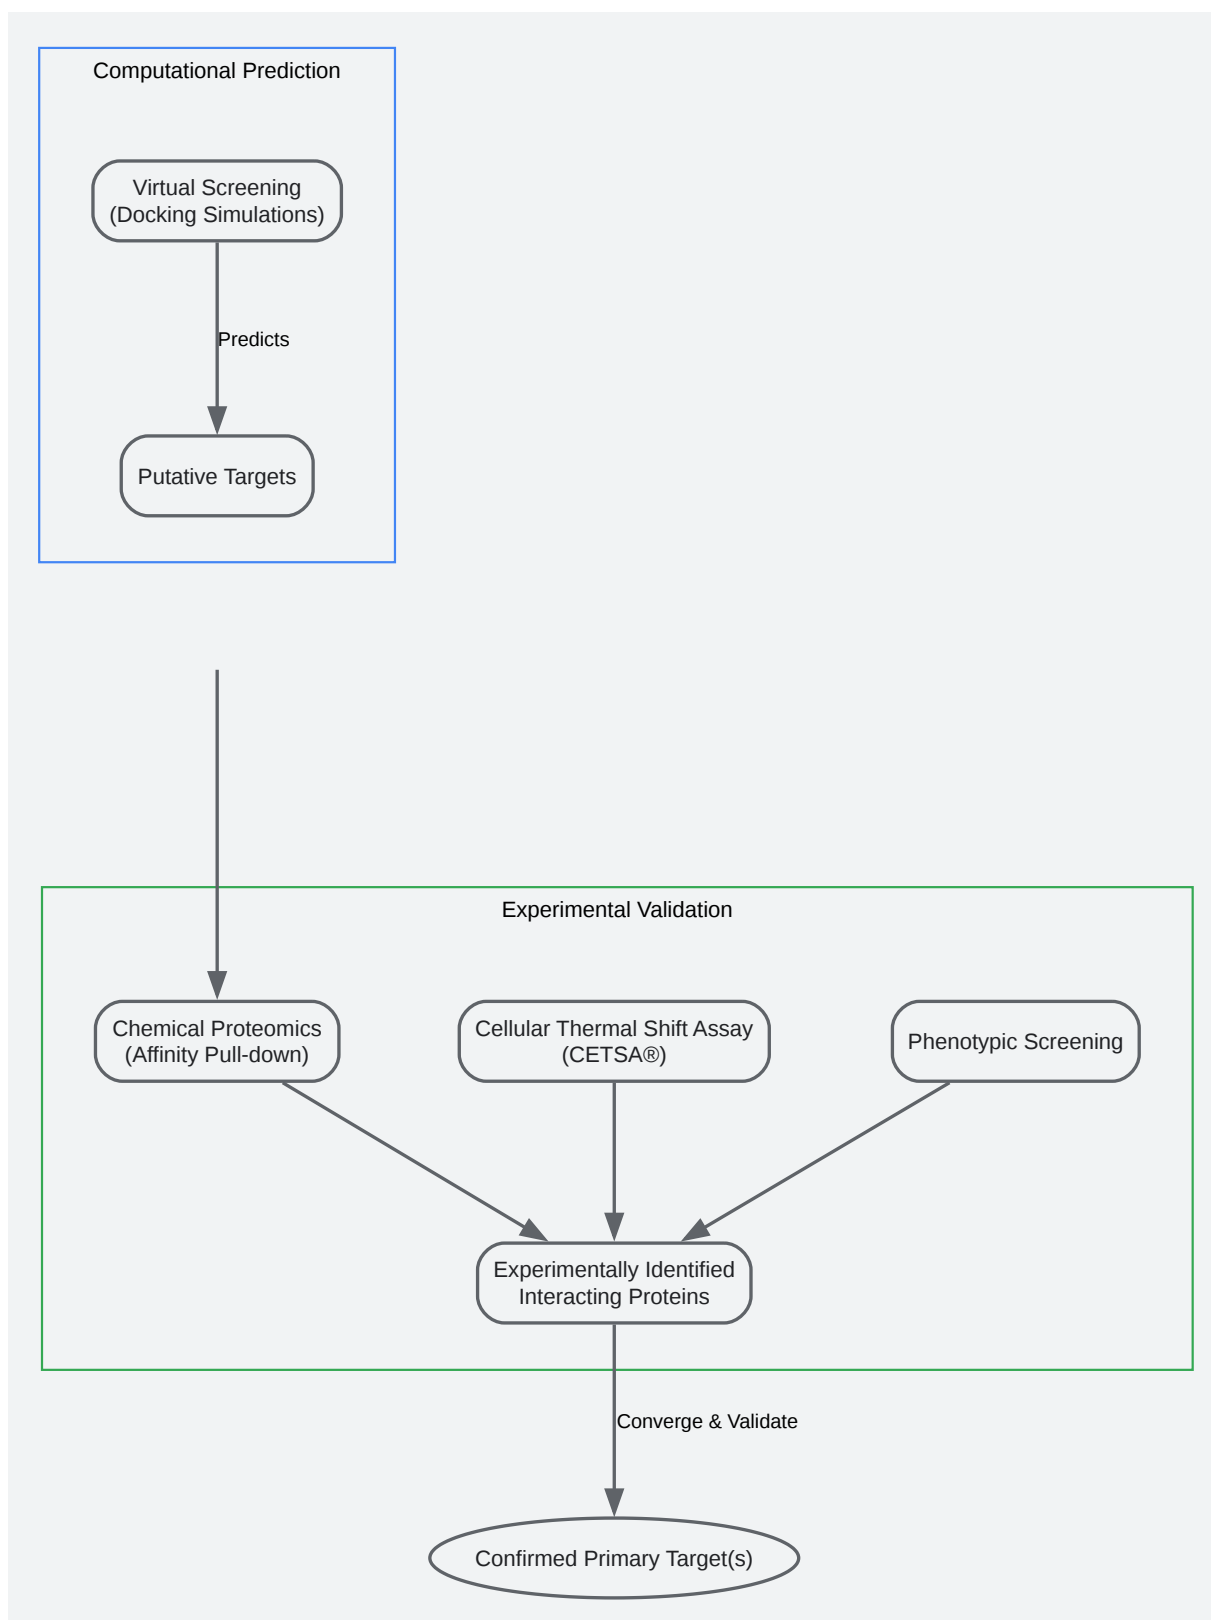 Computational Prediction
Virtual Screening
(Docking Simulations)
Predicts
Putative Targets
Experimental Validation
Chemical Proteomics
(Affinity Pull-down)
Cellular Thermal Shift Assay
(CETSA®)
Phenotypic Screening
Experimentally Identified
Interacting Proteins
Converge & Validate
Confirmed Primary Target(s)